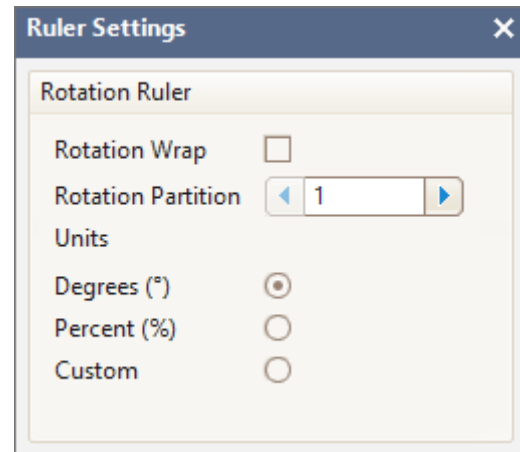 Ruler Settings
Rotation Ruler
Rotation Wrap
Rotation Partition 1
Units
Degrees (°)
Percent (%)
Custom